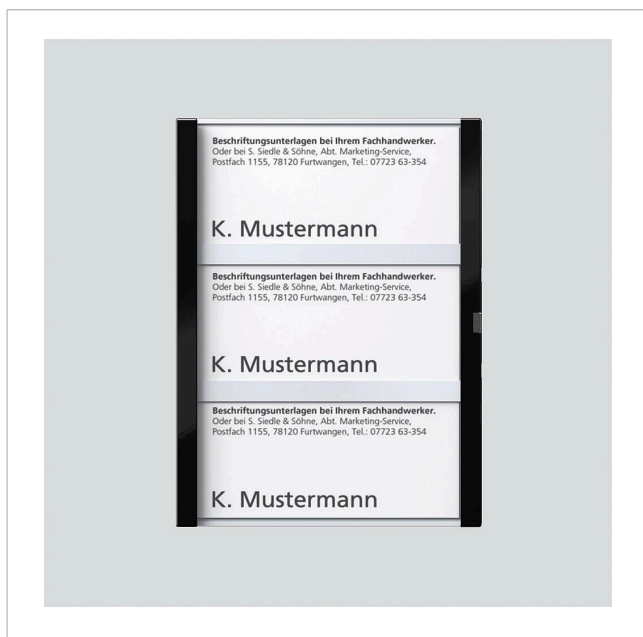 Beschriftungsunterlagen bei Ihrem Fachhandwerker.
Oder bei S. Siedle & Söhne, Abt. Marketing-Service,
Postfach 1155, 78120 Furtwangen, Tel.: 07723 63-354
K. Mustermann
Beschriftungsunterlagen bei Ihrem Fachhandwerker.
Oder bei S. Siedle & Söhne, Abt. Marketing-Service,
Postfach 1155, 78120 Furtwangen, Tel.: 07723 63-354
K. Mustermann
Beschriftungsunterlagen bei Ihrem Fachhandwerker.
Oder bei S. Siedle & Söhne, Abt. Marketing-Service,
Postfach 1155, 78120 Furtwangen, Tel.: 07723 63-354
K. Mustermann